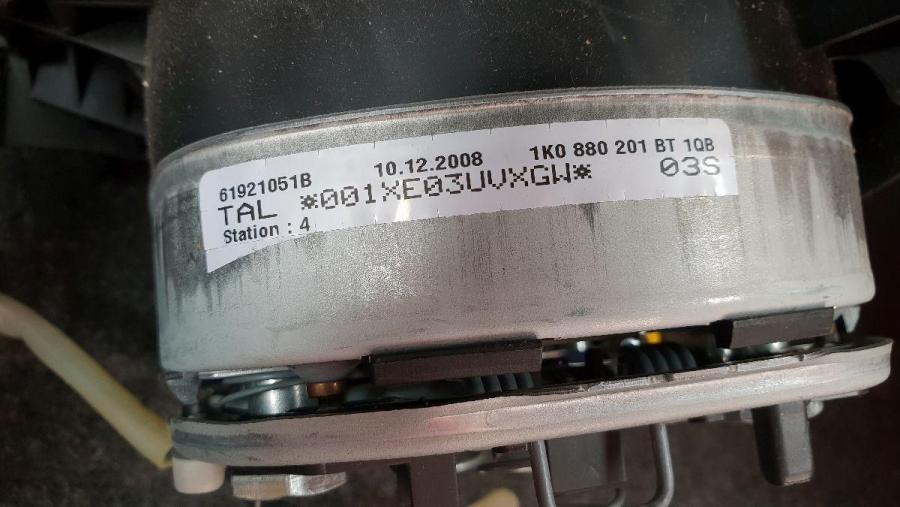 61921051B 10.12.2008 1K0 880 201 BT 1QB
TAL *001XE03UVXGW* 03S
Station : 4